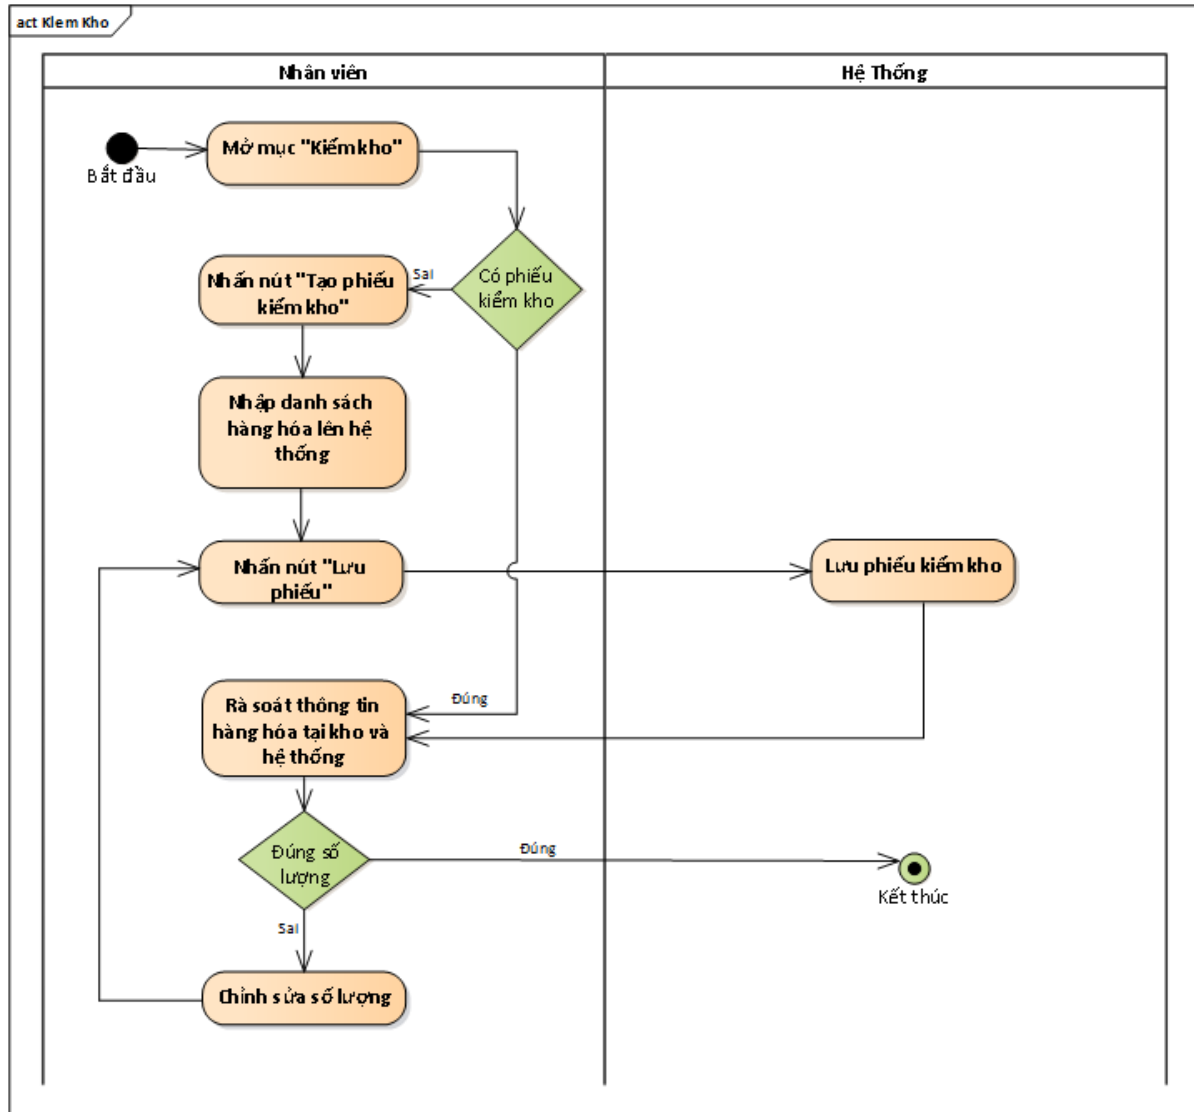 act Kiem Kho
Nhân viên
Hệ Thống
Bắt đầu
Mở mục "Kiểm kho"
Có phiếu
kiểm kho
Sai
Nhấn nút "Tạo phiếu
kiểm kho"
Nhập danh sách
hàng hóa lên hệ
thống
Nhấn nút "Lưu
phiếu"
Lưu phiếu kiểm kho
Đúng
Rà soát thông tin
hàng hóa tại kho và
hệ thống
Đúng số
lượng
Đúng
Kết thúc
Sai
Chỉnh sửa số lượng